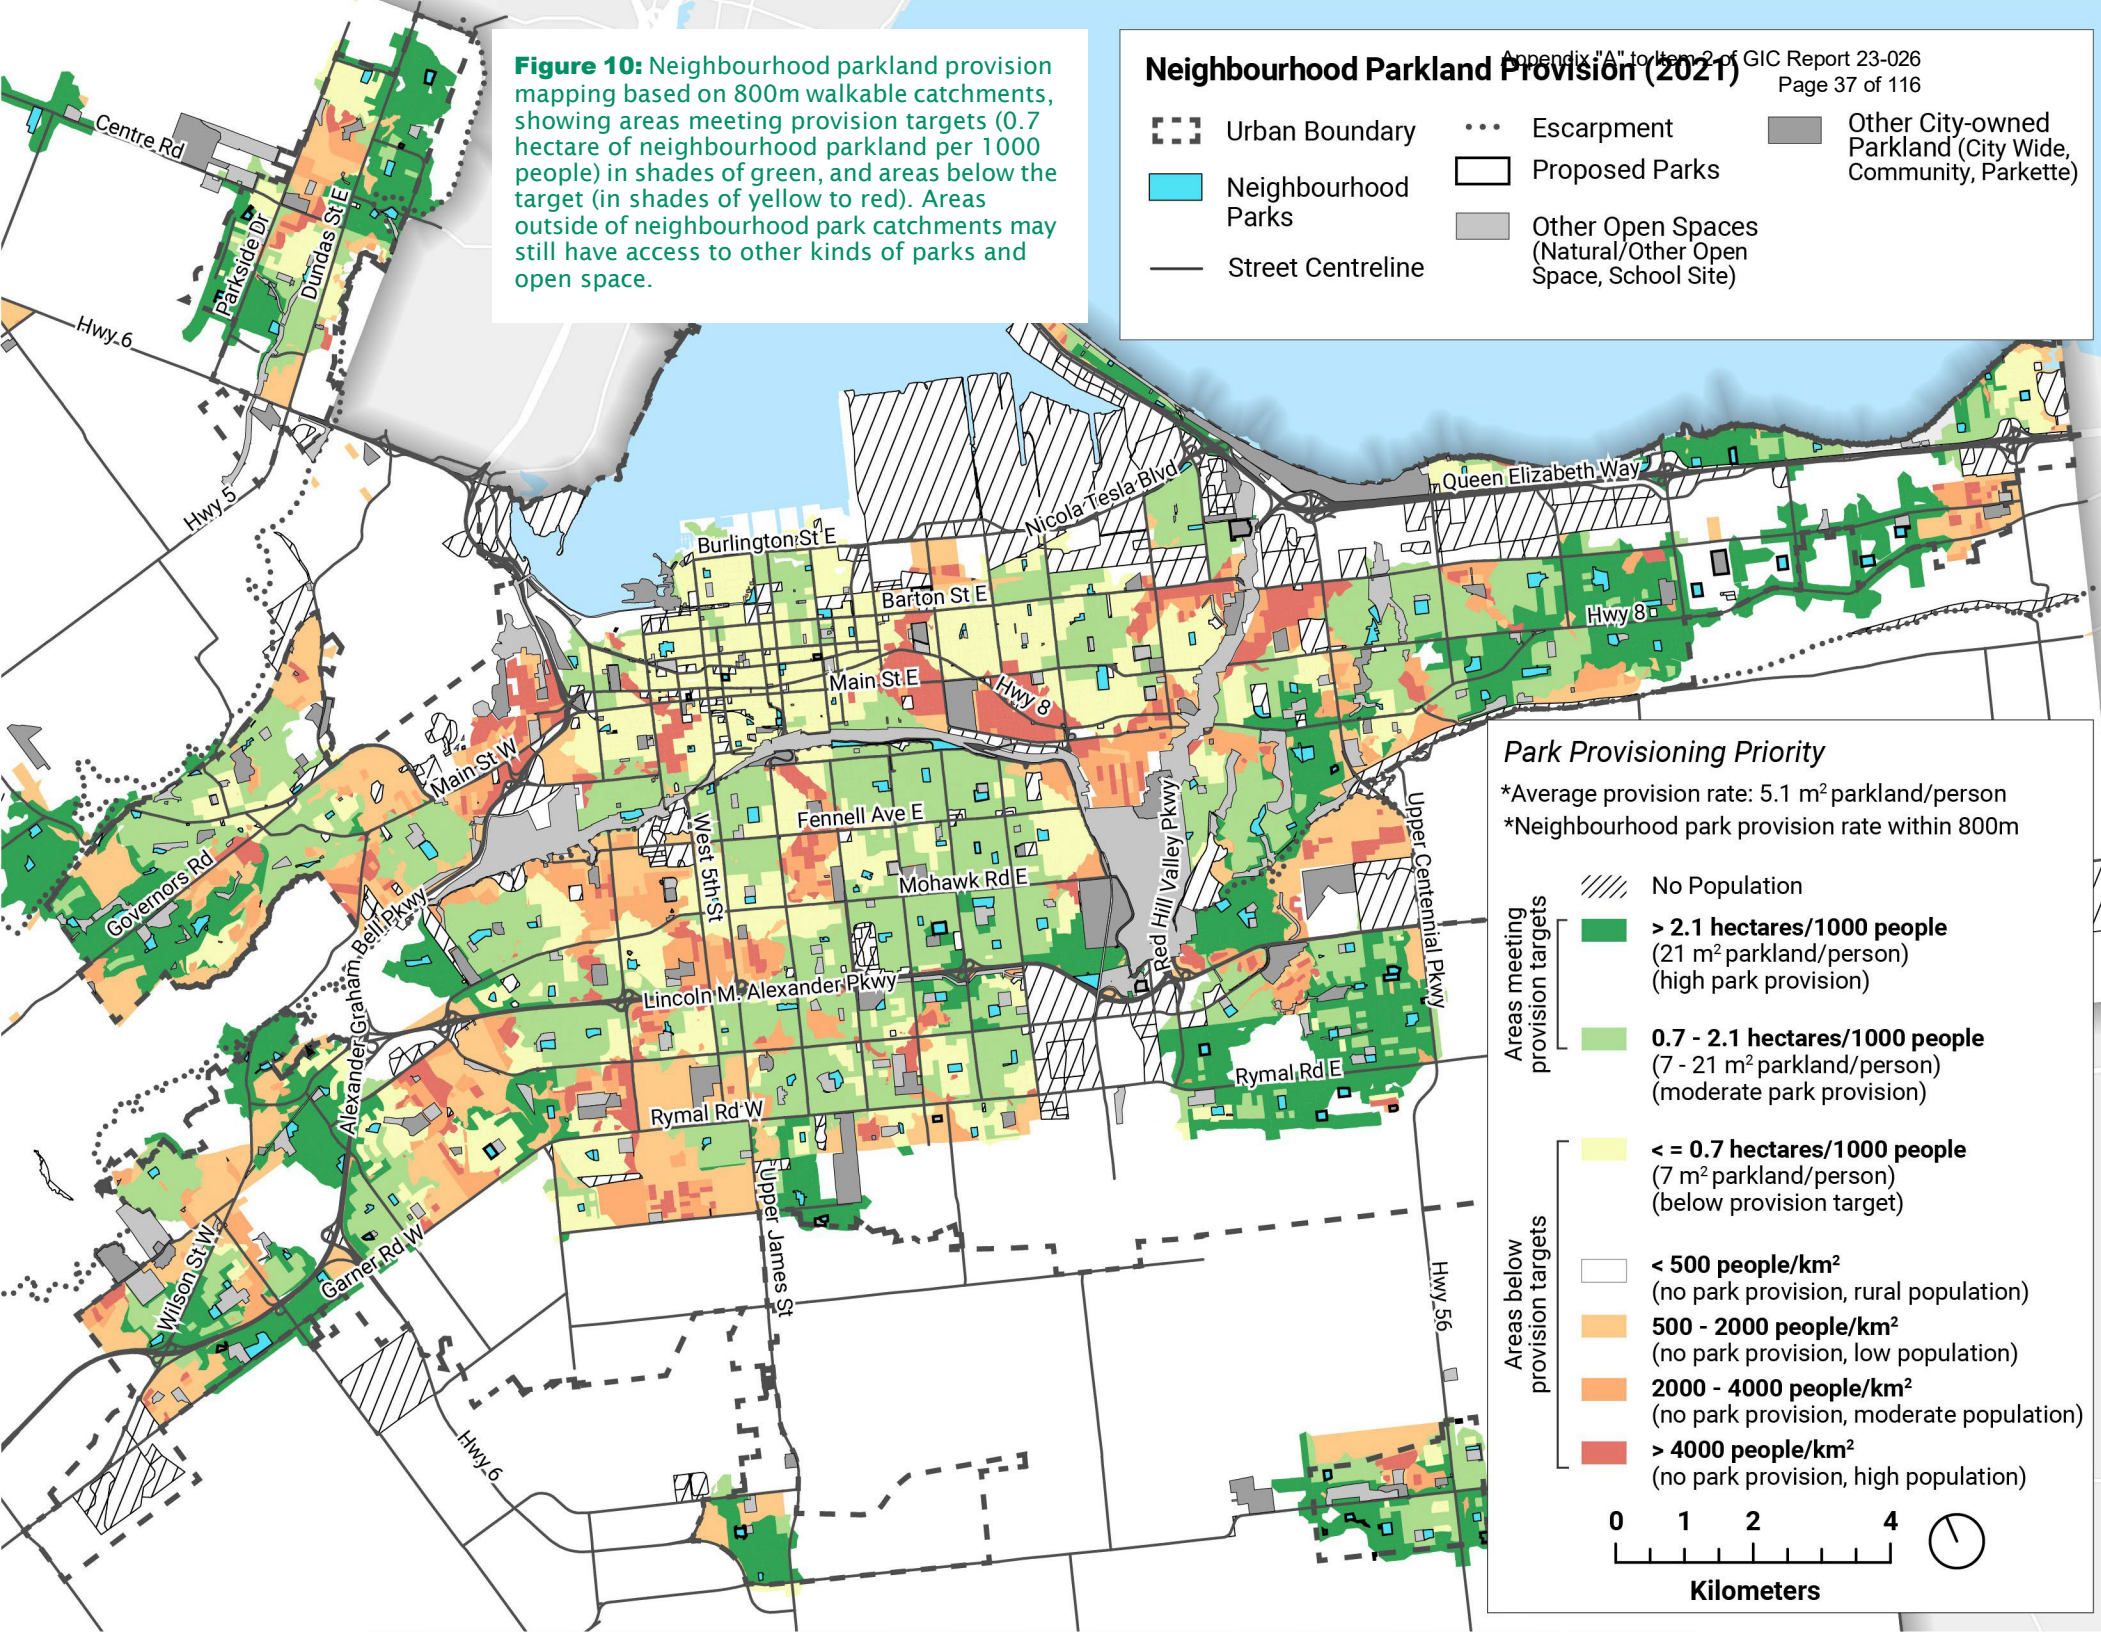 Figure 10: Neighbourhood parkland provision
mapping based on 800m walkable catchments,
showing areas meeting provision targets (0.7
hectare of neighbourhood parkland per 1000
people) in shades of green, and areas below the
target (in shades of yellow to red). Areas
outside of neighbourhood park catchments may
still have access to other kinds of parks and
open space.
Neighbourhood Parkland Provision (2021)
Appendix "A" to Item 2 of GIC Report 23-026
Page 37 of 116
Urban Boundary
Neighbourhood
Parks
Street Centreline
Escarpment
Proposed Parks
Other Open Spaces
(Natural/Other Open
Space, School Site)
Other City-owned
Parkland (City Wide,
Community, Parkette)
Centre Rd
Parkside Dr
Dundas St E
Hwy 6
Hwy 5
Burlington St E
Nicola Tesla Blvd
Queen Elizabeth Way
Barton St E
Hwy 8
Main St E
Hwy 8
Main St W
Fennell Ave E
West 5th St
Mohawk Rd E
Red Hill Valley Pkwy
Upper Centennial Pkwy
Governors Rd
Alexander Graham Bell Pkwy
Lincoln M. Alexander Pkwy
Rymal Rd E
Rymal Rd W
Upper James St
Garner Rd W
Wilson St W
Hwy 56
Hwy 6
Park Provisioning Priority
*Average provision rate: 5.1 m² parkland/person
*Neighbourhood park provision rate within 800m
No Population
Areas meeting
provision targets
> 2.1 hectares/1000 people
(21 m² parkland/person)
(high park provision)
0.7 - 2.1 hectares/1000 people
(7 - 21 m² parkland/person)
(moderate park provision)
Areas below
provision targets
< = 0.7 hectares/1000 people
(7 m² parkland/person)
(below provision target)
< 500 people/km²
(no park provision, rural population)
500 - 2000 people/km²
(no park provision, low population)
2000 - 4000 people/km²
(no park provision, moderate population)
> 4000 people/km²
(no park provision, high population)
0 1 2 4
Kilometers